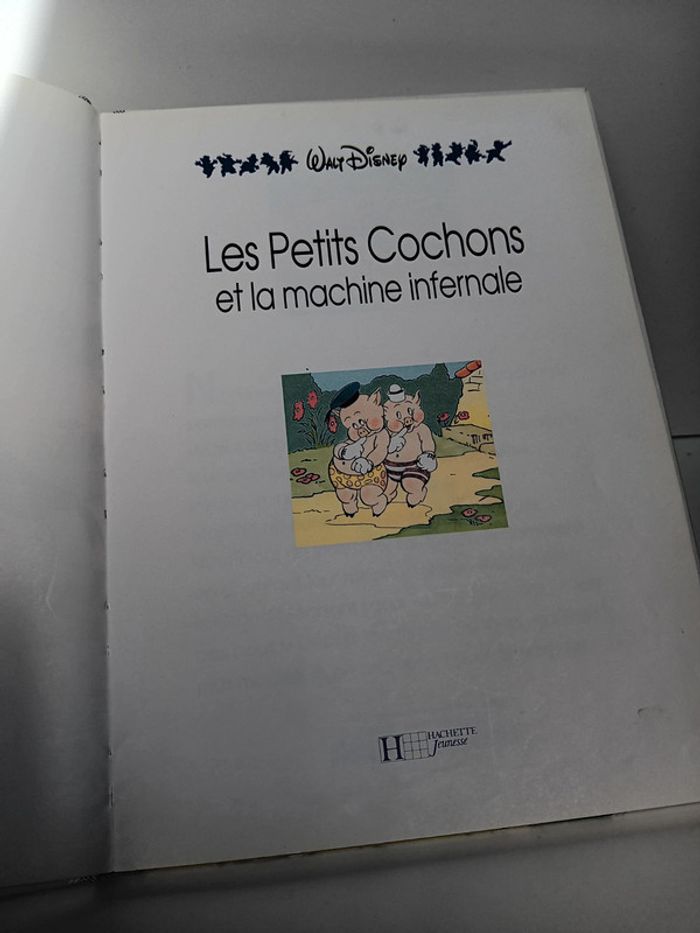 Walt Disney
Les Petits Cochons
et la machine infernale
H HACHETTE
Jeunesse